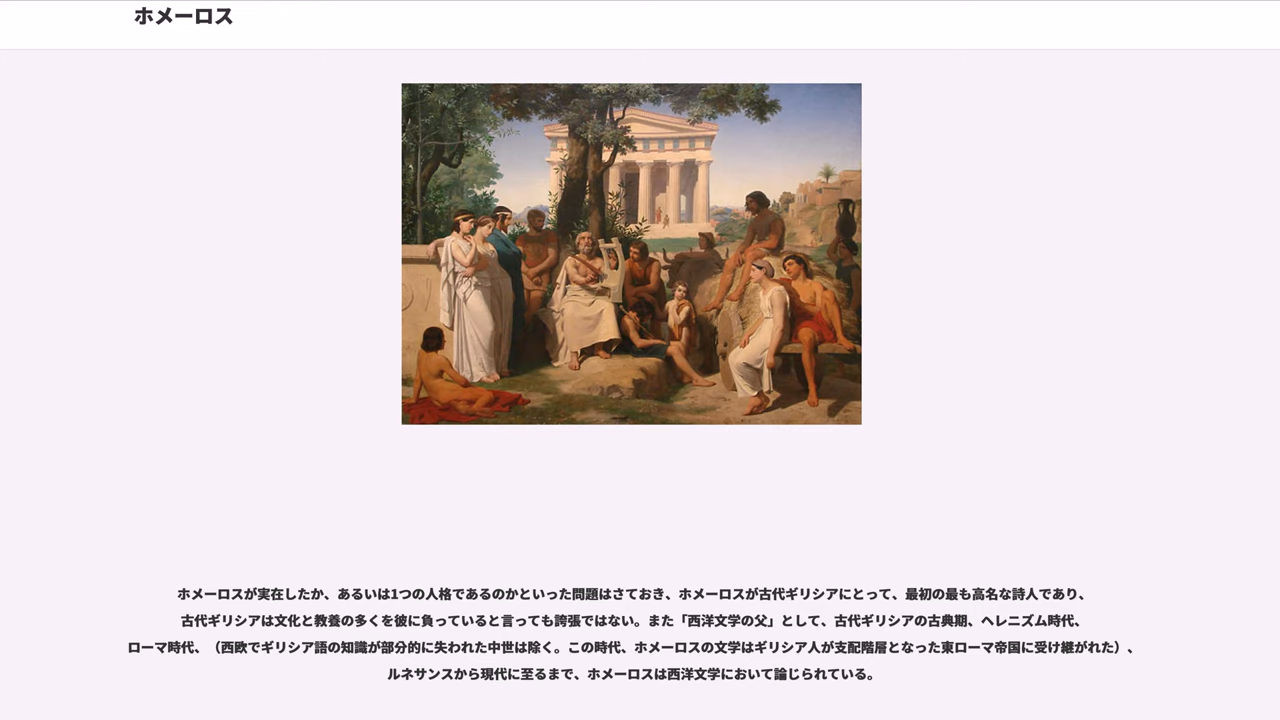 ホメーロス
ホメーロスが実在したか、あるいは1つの人格であるのかといった問題はさておき、ホメーロスが古代ギリシアにとって、最初の最も高名な詩人であり、
古代ギリシアは文化と教養の多くを彼に負っていると言っても誇張ではない。また「西洋文学の父」として、古代ギリシアの古典期、ヘレニズム時代、
ローマ時代、（西欧でギリシア語の知識が部分的に失われた中世は除く。この時代、ホメーロスの文学はギリシア人が支配階層となった東ローマ帝国に受け継がれた）、
ルネサンスから現代に至るまで、ホメーロスは西洋文学において論じられている。